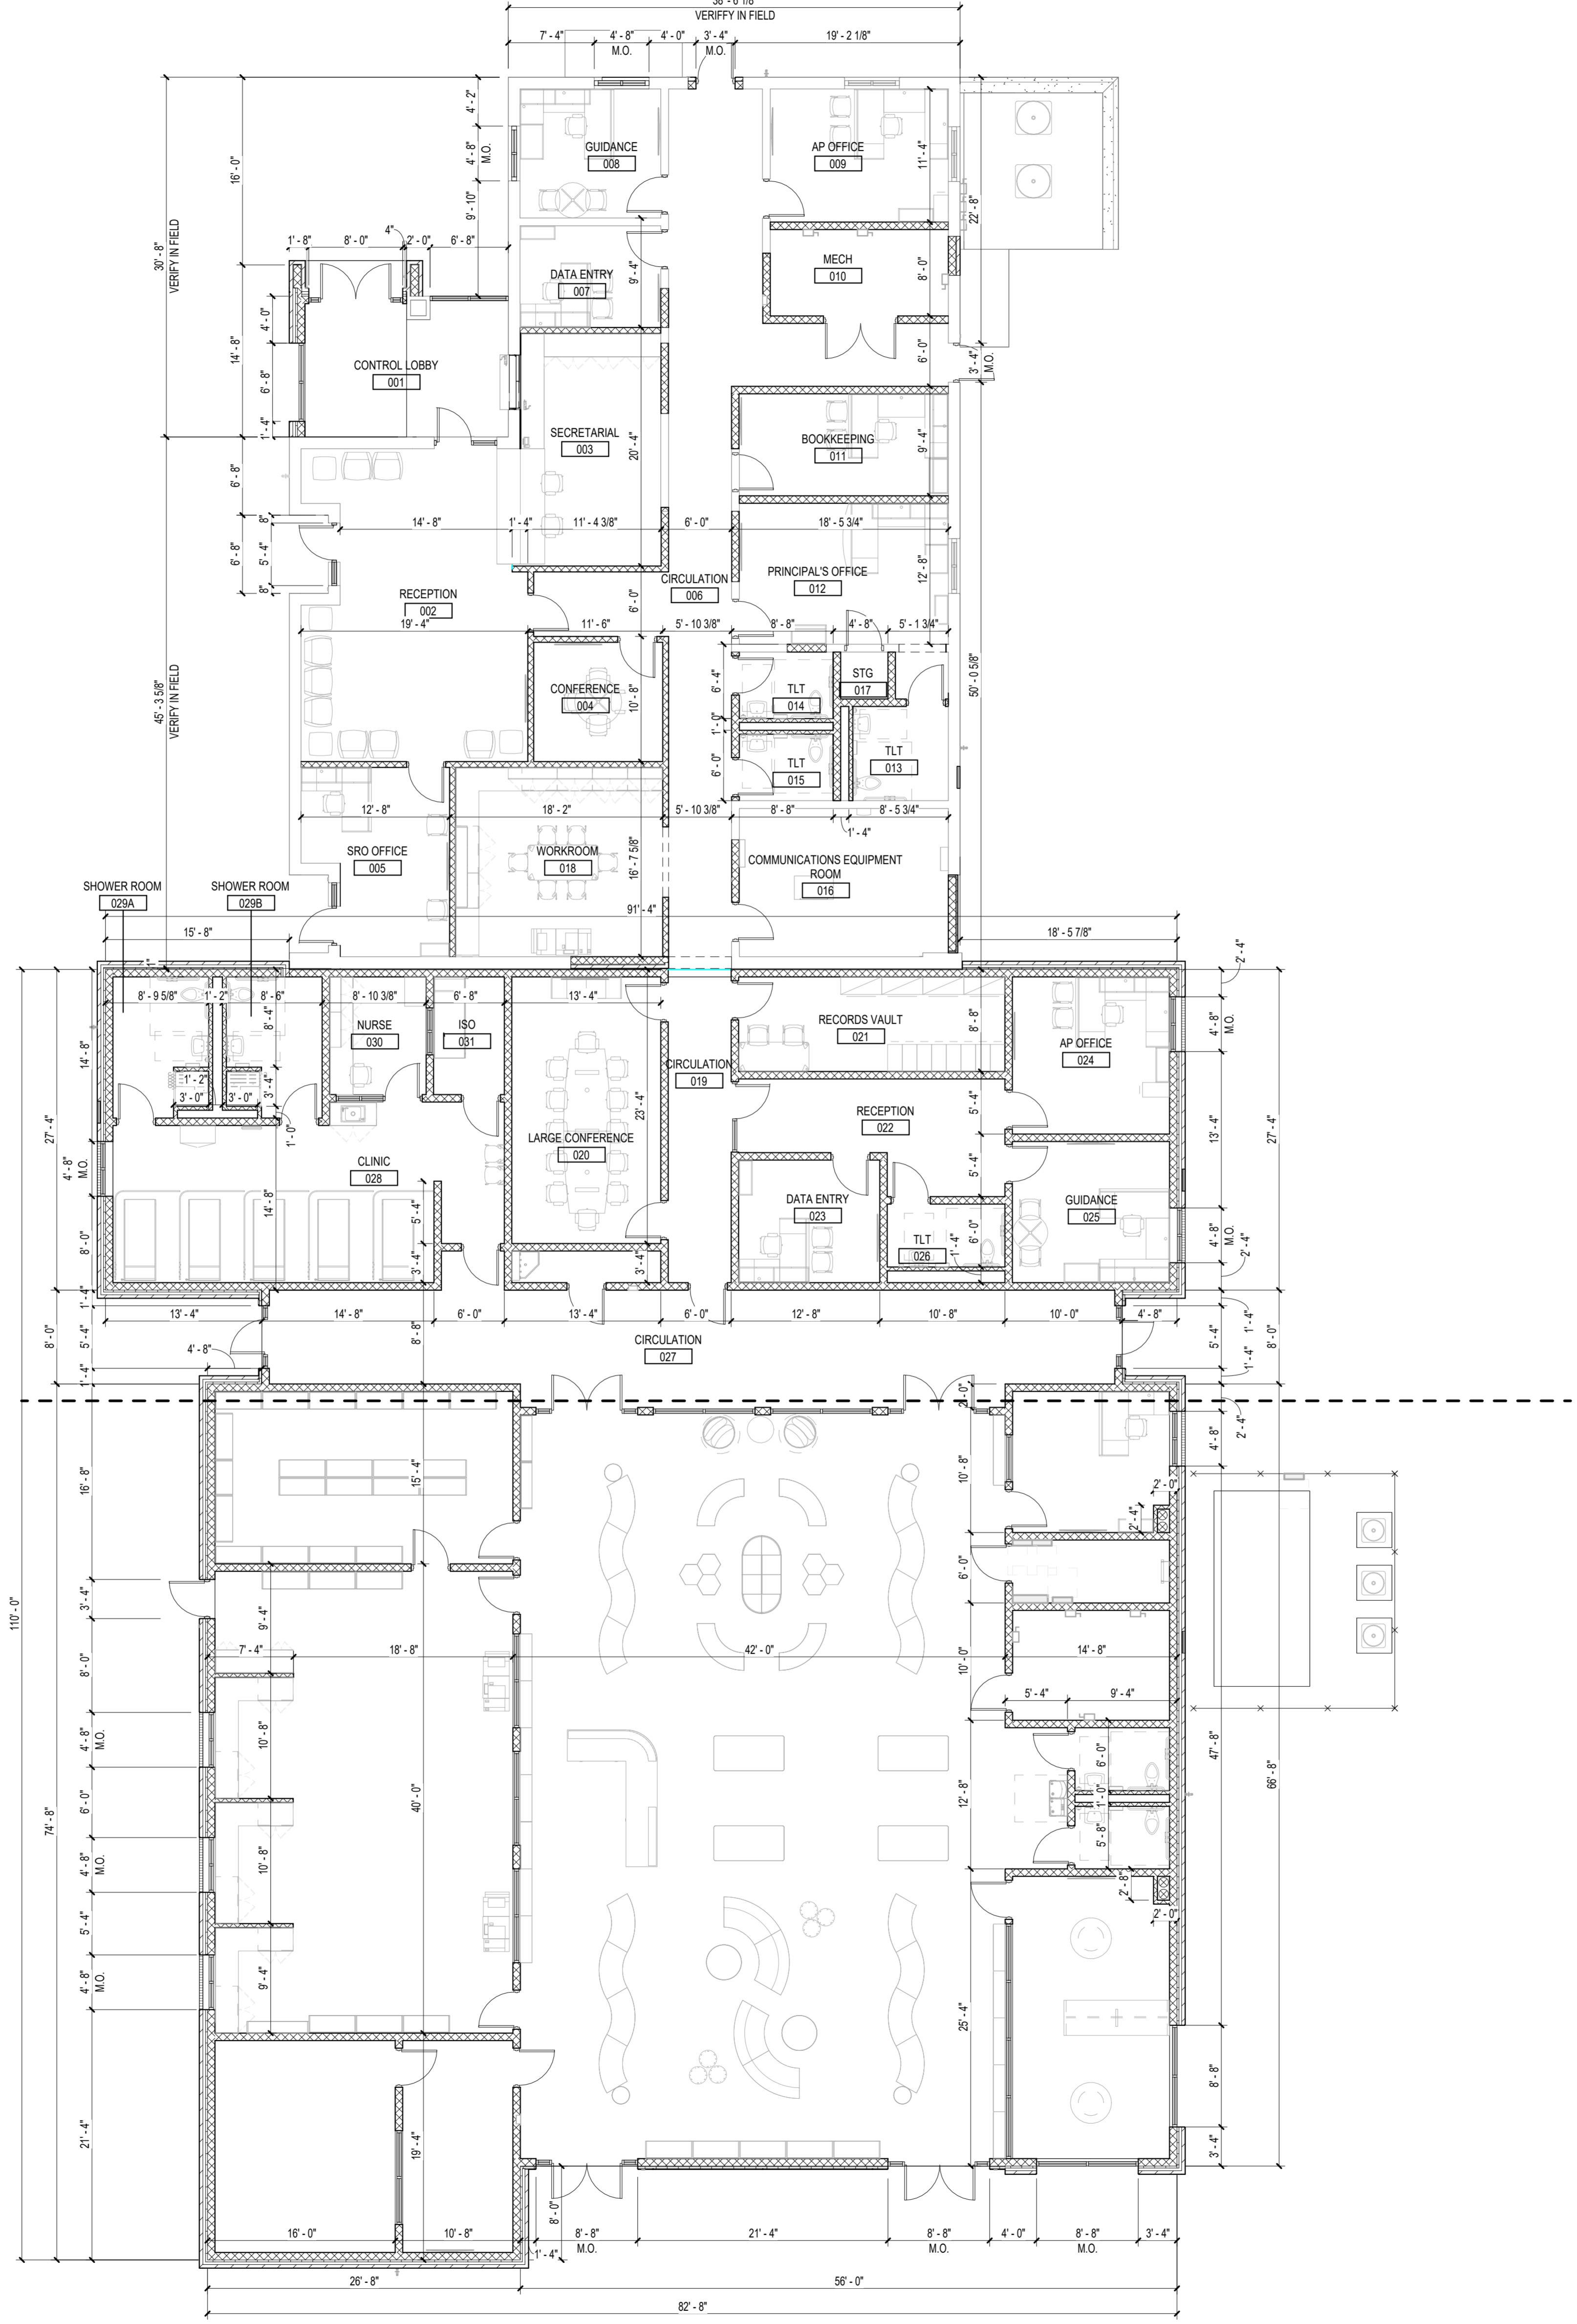 38' - 6 1/8"
VERIFFY IN FIELD
7' - 4"
4' - 8"
M.O.
4' - 0"
3' - 4"
M.O.
19' - 2 1/8"
4' - 2"
4' - 8"
M.O.
9' - 10"
16' - 0"
30' - 8"
VERIFY IN FIELD
GUIDANCE
008
AP OFFICE
009
11' - 4"
22' - 8"
1' - 8"
8' - 0"
4"
2' - 0"
6' - 8"
DATA ENTRY
007
9' - 4"
MECH
010
8' - 0"
4' - 0"
14' - 8"
6' - 8"
1' - 4"
CONTROL LOBBY
001
6' - 0"
3' - 4"
M.O.
SECRETARIAL
003
20' - 4"
BOOKKEEPING
011
9' - 4"
6' - 8"
8"
6' - 8"
5' - 4"
8"
14' - 8"
1' - 4"
11' - 4 3/8"
6' - 0"
18' - 5 3/4"
PRINCIPAL'S OFFICE
012
12' - 8"
CIRCULATION
006
RECEPTION
002
19' - 4"
6' - 0"
11' - 6"
5' - 10 3/8"
8' - 8"
4' - 8"
5' - 1 3/4"
45' - 3 5/8"
VERIFY IN FIELD
50' - 0 5/8"
CONFERENCE
004
10' - 8"
6' - 4"
TLT
014
STG
017
1' - 0"
TLT
015
6' - 0"
TLT
013
12' - 8"
18' - 2"
5' - 10 3/8"
8' - 8"
1' - 4"
8' - 5 3/4"
SRO OFFICE
005
WORKROOM
018
16' - 7 5/8"
COMMUNICATIONS EQUIPMENT
ROOM
016
SHOWER ROOM
029A
SHOWER ROOM
029B
91' - 4"
15' - 8"
18' - 5 7/8"
1"
2' - 4"
8' - 9 5/8"
1' - 2"
8' - 6"
8' - 10 3/8"
6' - 8"
13' - 4"
8' - 4"
NURSE
030
ISO
031
RECORDS VAULT
021
8' - 8"
AP OFFICE
024
4' - 8"
M.O.
14' - 8"
1' - 2"
3' - 0"
3' - 0"
3' - 4"
1' - 0"
CIRCULATION
019
23' - 4"
RECEPTION
022
5' - 4"
5' - 4"
13' - 4"
27' - 4"
27' - 4"
4' - 8"
M.O.
8' - 0"
LARGE CONFERENCE
020
CLINIC
028
14' - 8"
5' - 4"
3' - 4"
3' - 4"
DATA ENTRY
023
TLT
026
6' - 0"
1' - 4"
GUIDANCE
025
4' - 8"
M.O.
2' - 4"
1' - 4"
5' - 4"
1' - 4"
8' - 0"
13' - 4"
14' - 8"
6' - 0"
13' - 4"
6' - 0"
12' - 8"
10' - 8"
10' - 0"
4' - 8"
4' - 8"
8' - 8"
CIRCULATION
027
1' - 4"
5' - 4"
1' - 4"
8' - 0"
2' - 0"
2' - 4"
4' - 8"
16' - 8"
15' - 4"
10' - 8"
2' - 0"
2' - 4"
6' - 0"
110' - 0"
3' - 4"
9' - 4"
7' - 4"
18' - 8"
42' - 0"
10' - 0"
14' - 8"
5' - 4"
9' - 4"
8' - 0"
4' - 8"
M.O.
10' - 8"
6' - 0"
47' - 8"
66' - 8"
74' - 8"
6' - 0"
40' - 0"
12' - 8"
1' - 0"
5' - 8"
4' - 8"
M.O.
10' - 8"
2' - 8"
2' - 0"
5' - 4"
4' - 8"
M.O.
9' - 4"
25' - 4"
8' - 8"
3' - 4"
21' - 4"
19' - 4"
8' - 0"
16' - 0"
10' - 8"
1' - 4"
8' - 8"
M.O.
21' - 4"
8' - 8"
M.O.
4' - 0"
8' - 8"
M.O.
3' - 4"
26' - 8"
56' - 0"
82' - 8"